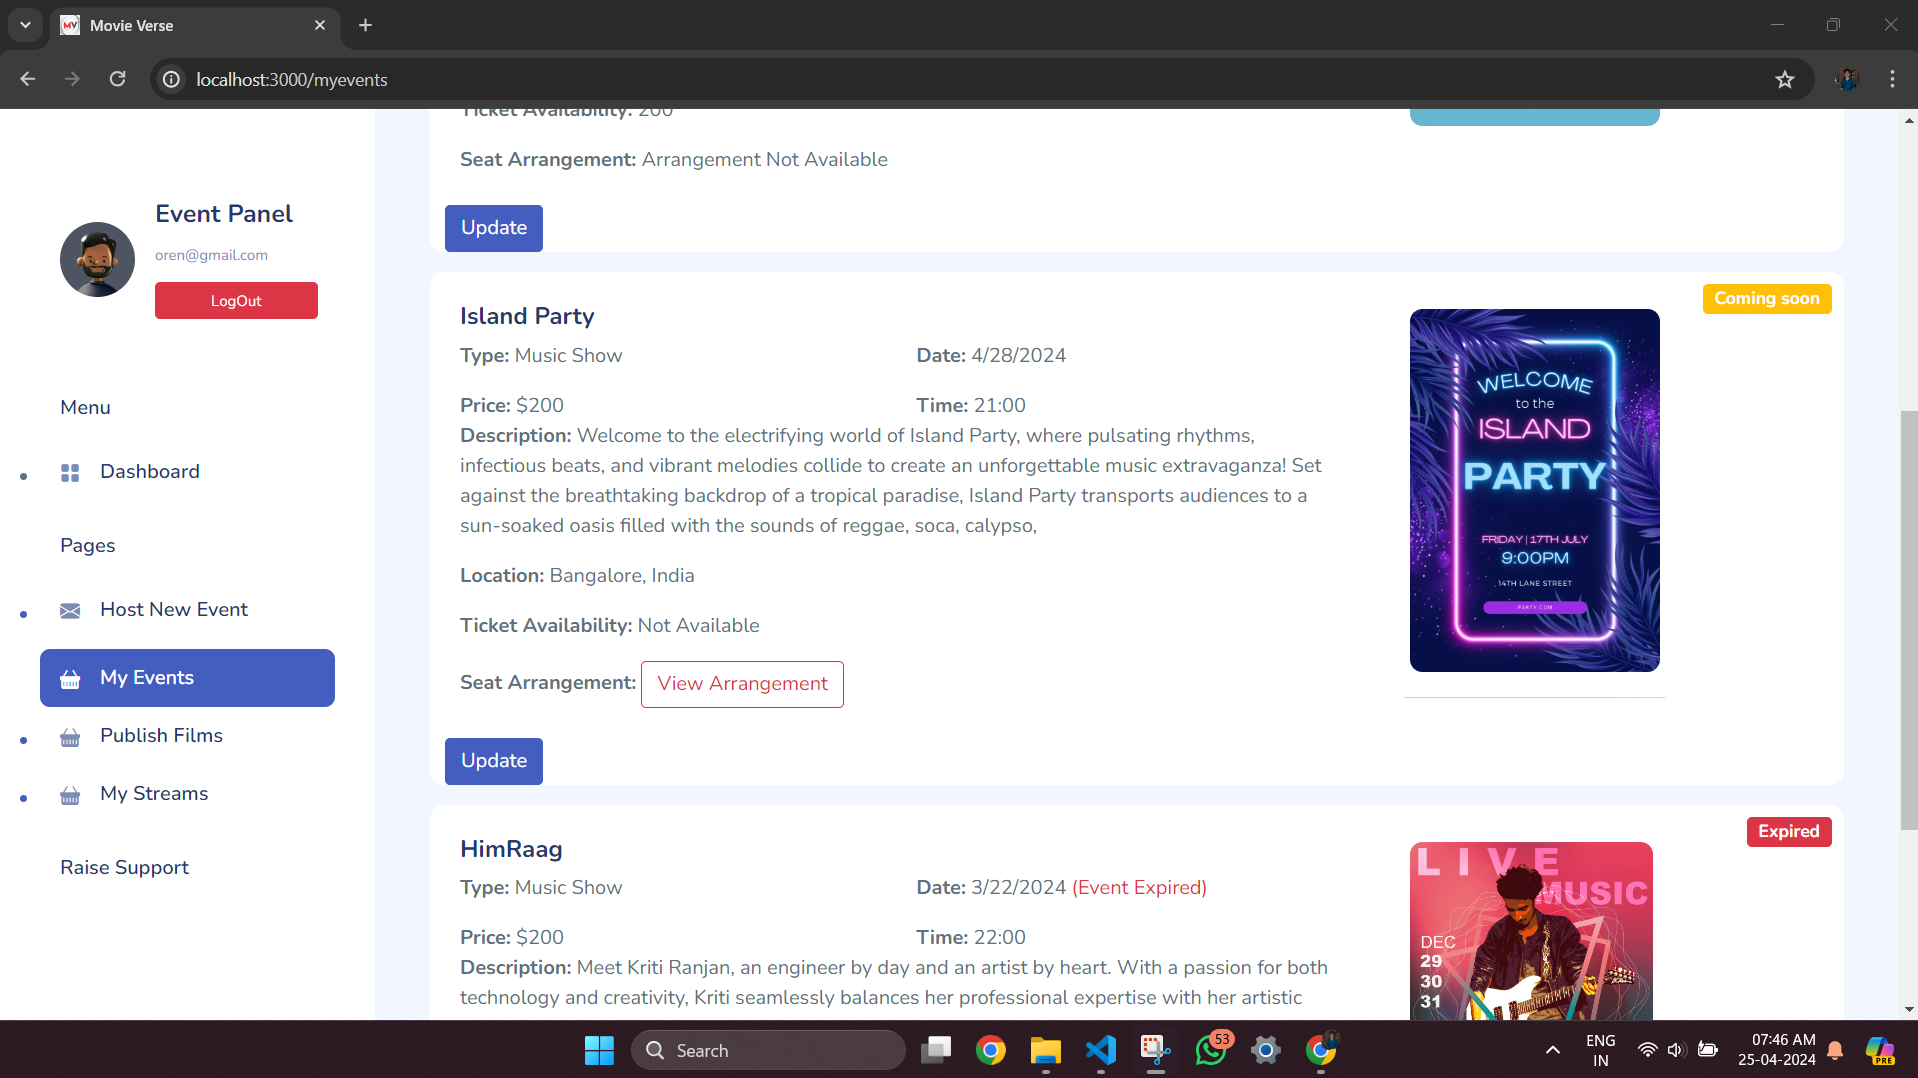 MV Movie Verse
localhost:3000/myevents
Event Panel
oren@gmail.com
LogOut
Menu
Dashboard
Pages
Host New Event
My Events
Publish Films
My Streams
Raise Support
Ticket Availability: 200
Seat Arrangement: Arrangement Not Available
Update
Coming soon
Island Party
Type: Music Show
Date: 4/28/2024
Price: $200
Time: 21:00
Description: Welcome to the electrifying world of Island Party, where pulsating rhythms,
infectious beats, and vibrant melodies collide to create an unforgettable music extravaganza! Set
against the breathtaking backdrop of a tropical paradise, Island Party transports audiences to a
sun-soaked oasis filled with the sounds of reggae, soca, calypso,
Location: Bangalore, India
Ticket Availability: Not Available
Seat Arrangement: View Arrangement
Update
WELCOME
to the
ISLAND
PARTY
FRIDAY | 17TH JULY
9:00PM
14TH LANE STREET
PARTY.COM
Expired
HimRaag
Type: Music Show
Date: 3/22/2024 (Event Expired)
Price: $200
Time: 22:00
Description: Meet Kriti Ranjan, an engineer by day and an artist by heart. With a passion for both
technology and creativity, Kriti seamlessly balances her professional expertise with her artistic
LIVE
MUSIC
DEC
29
30
31
Search
53
ENG
IN
07:46 AM
25-04-2024
PRE